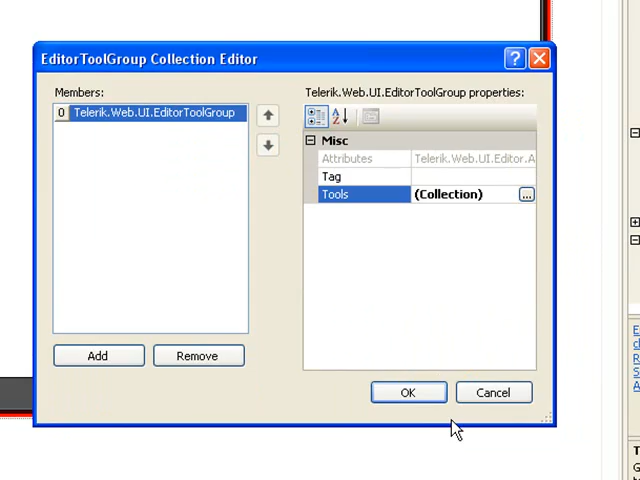 EditorToolGroup Collection Editor
Members:
0 Telerik.Web.UI.EditorToolGroup
Add
Remove
Telerik.Web.UI.EditorToolGroup properties:
Misc
Attributes Telerik.Web.UI.Editor.A
Tag
Tools (Collection) ...
OK
Cancel
E
cl
R
S
A
T
G